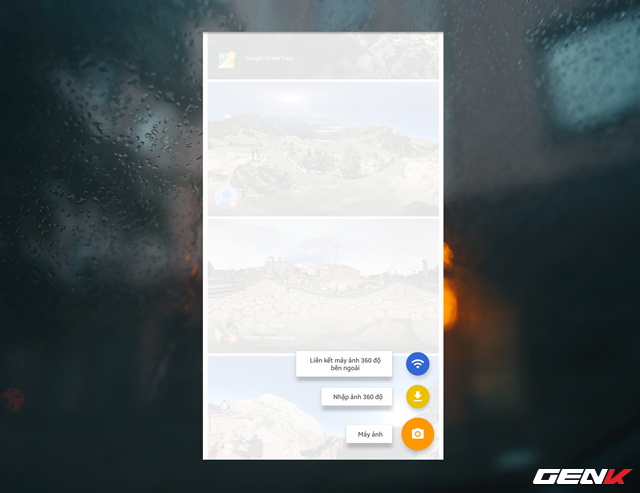 Google Street View
Liên kết máy ảnh 360 độ
bên ngoài
Nhập ảnh 360 độ
Máy ảnh
GENK